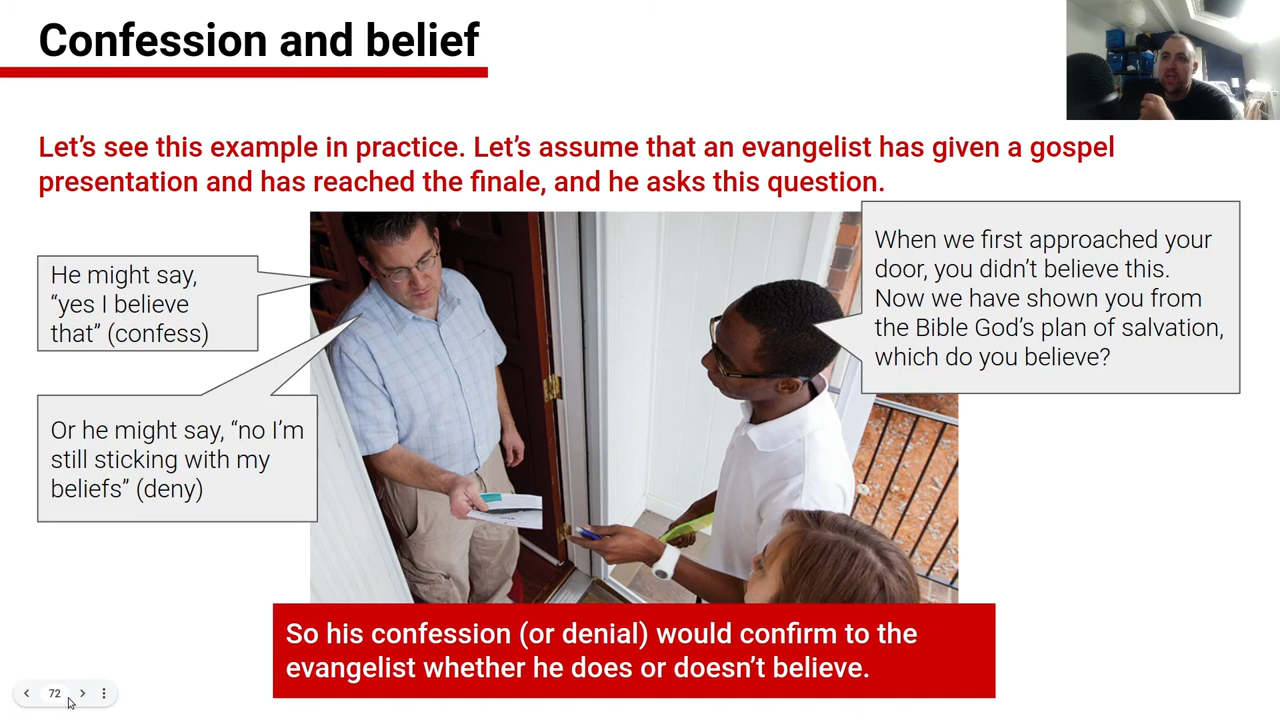 Confession and belief
Let’s see this example in practice. Let’s assume that an evangelist has given a gospel
presentation and has reached the finale, and he asks this question.
He might say,
“yes I believe
that” (confess)
Or he might say, “no I’m
still sticking with my
beliefs” (deny)
When we first approached your
door, you didn’t believe this.
Now we have shown you from
the Bible God’s plan of salvation,
which do you believe?
So his confession (or denial) would confirm to the
evangelist whether he does or doesn’t believe.
72